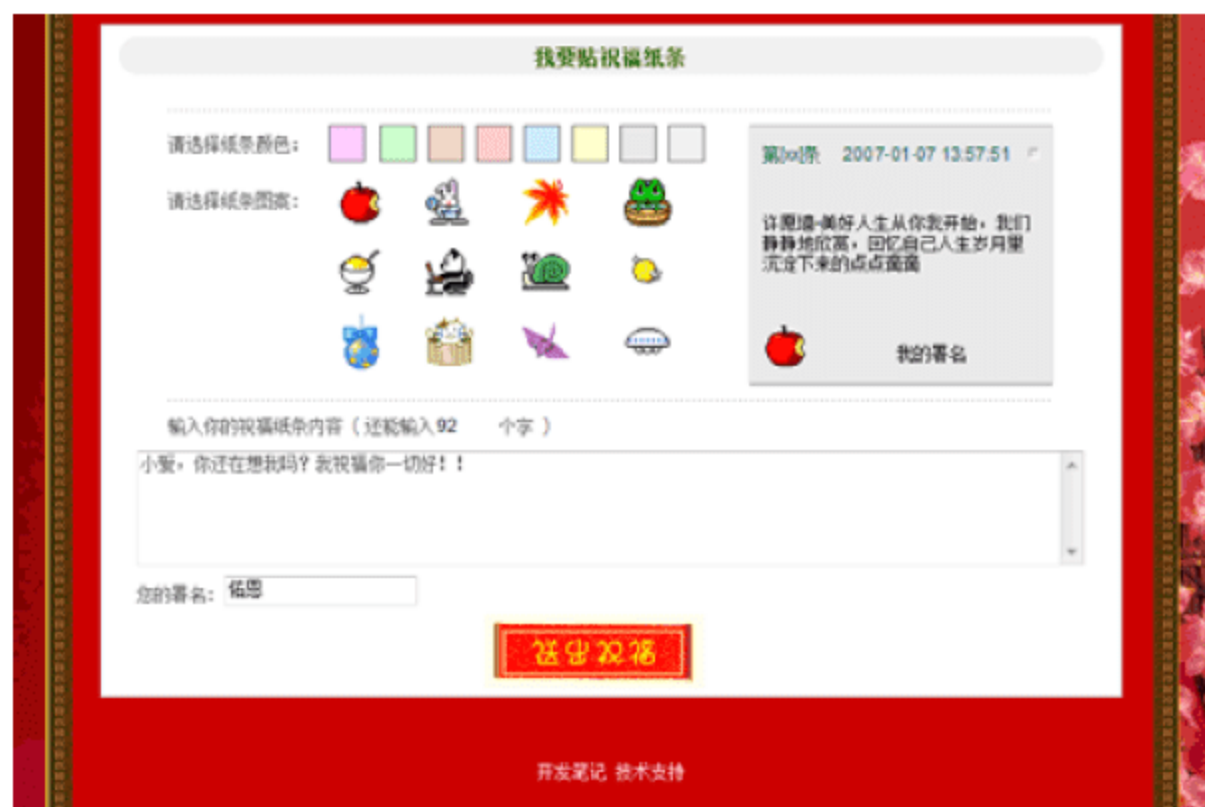 我要贴祝福纸条
请选择纸条颜色：
请选择纸条图案：
第[xx]条 2007-01-07 13:57:51
许愿墙-美好人生从你我开始，我们
静静地欣赏，回忆自己人生岁月里
沉淀下来的点点滴滴
我的署名
输入你的祝福纸条内容（还能输入92 个字 ）
小爱，你还在想我吗？我祝福你一切好！！
您的署名：佑恩
送出祝福
开发笔记 技术支持